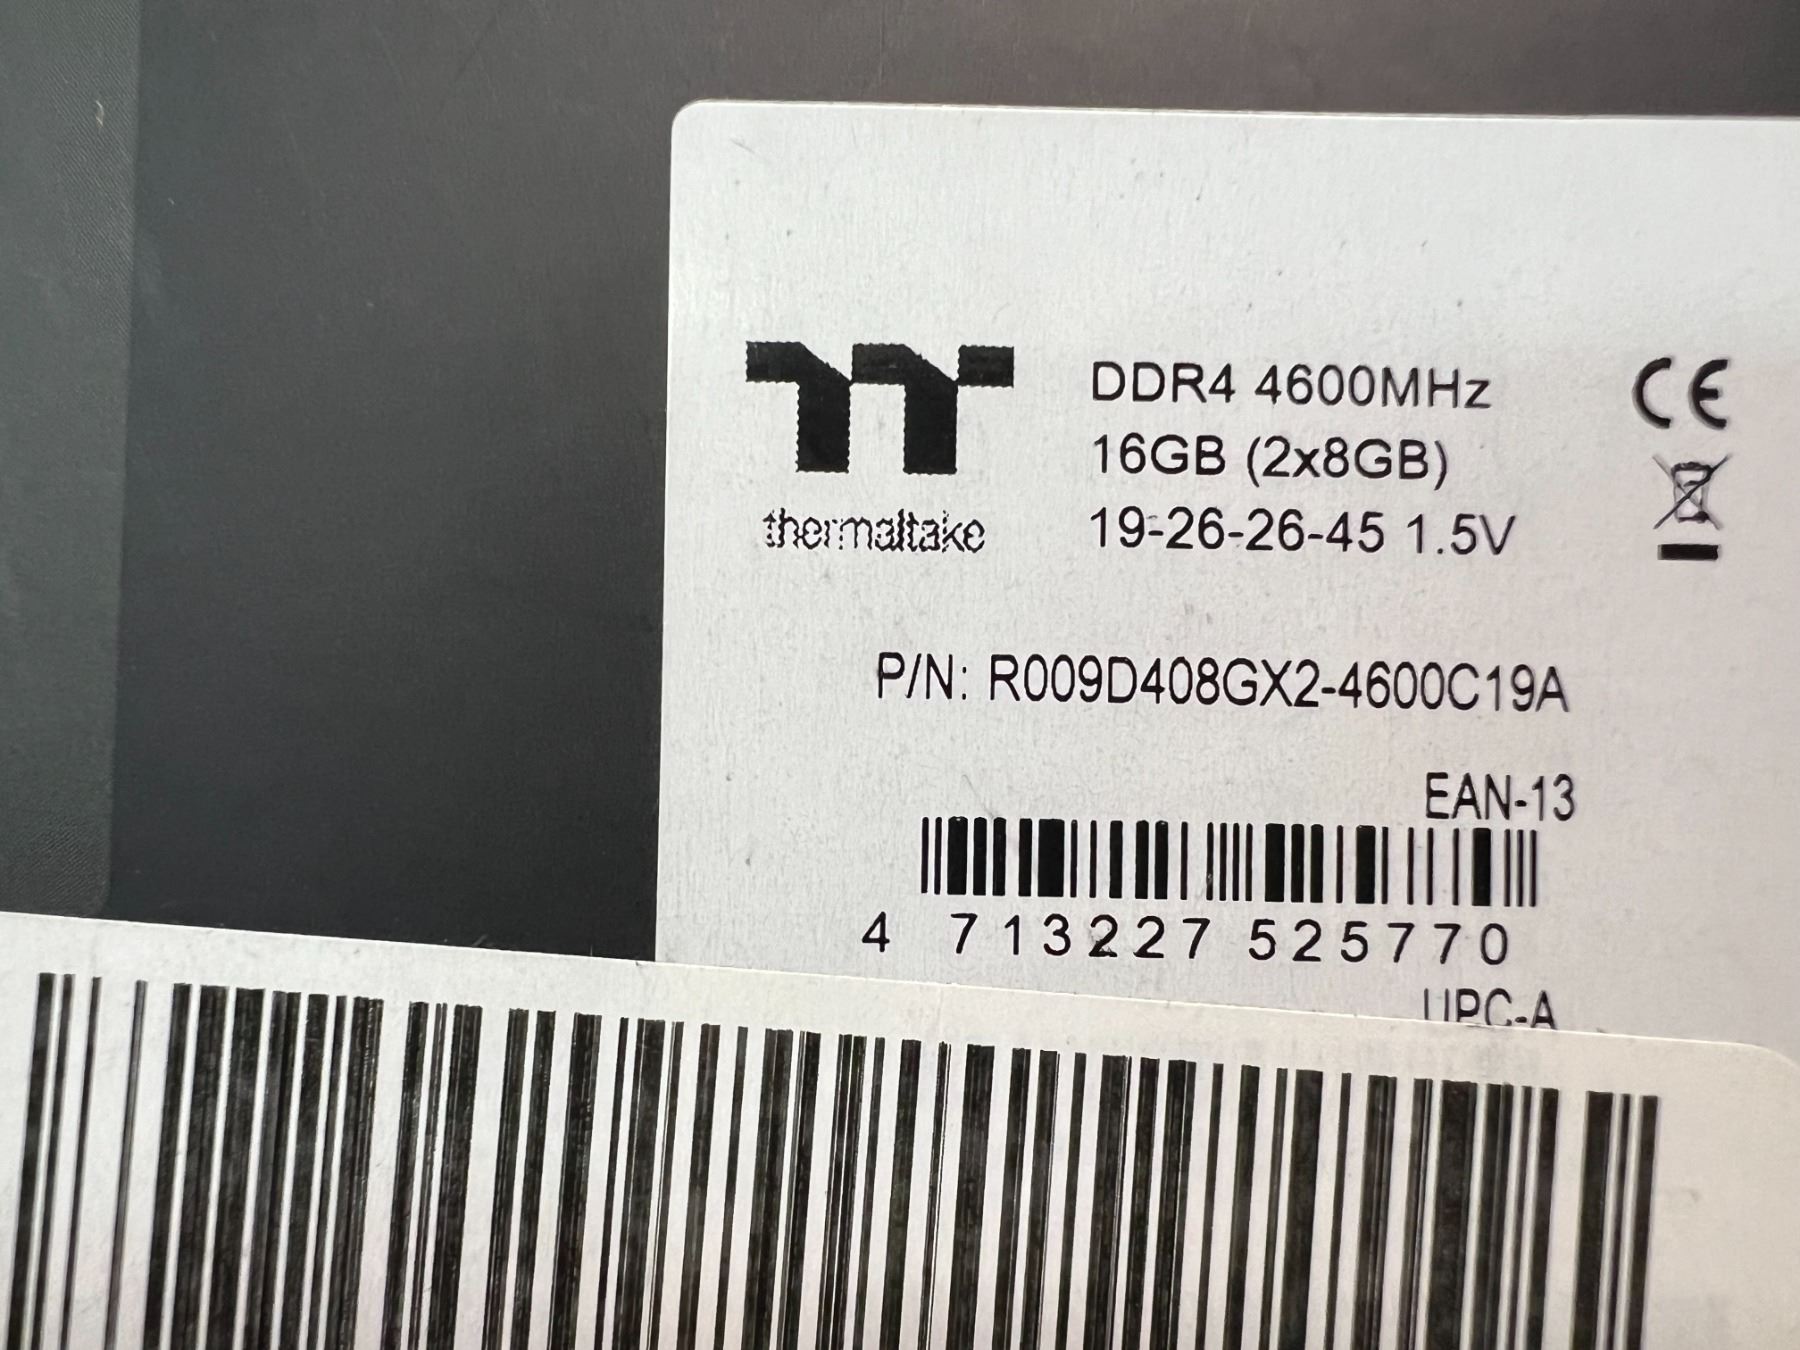 thermaltake
DDR4 4600MHz
16GB (2x8GB)
19-26-26-45 1.5V
CE
P/N: R009D408GX2-4600C19A
EAN-13
4 713227 525770
UPC-A